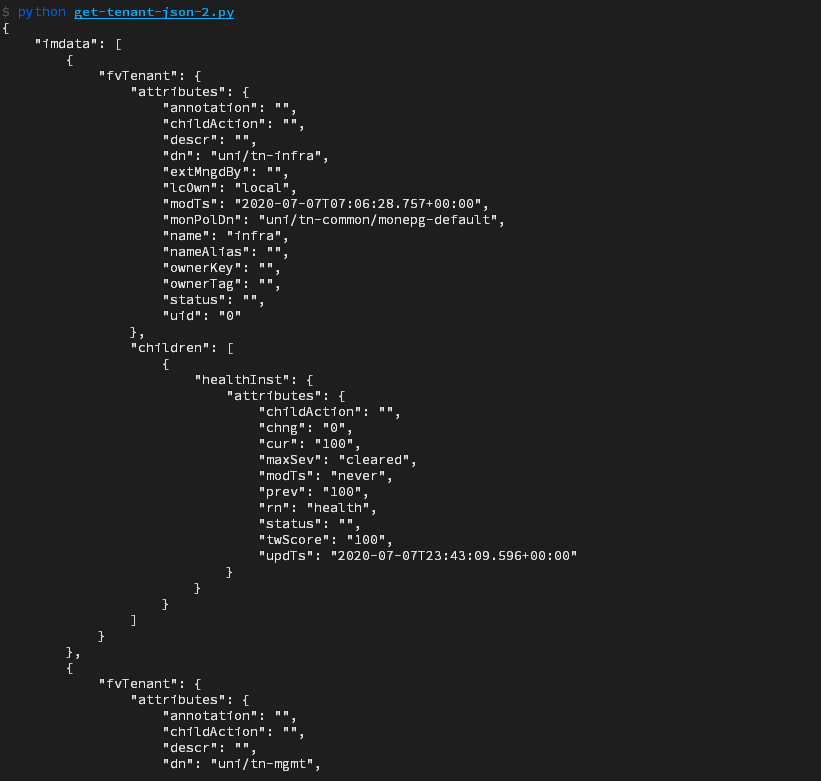 $ python get-tenant-json-2.py
{
    "imdata": [
        {
            "fvTenant": {
                "attributes": {
                    "annotation": "",
                    "childAction": "",
                    "descr": "",
                    "dn": "uni/tn-infra",
                    "extMngdBy": "",
                    "lcOwn": "local",
                    "modTs": "2020-07-07T07:06:28.757+00:00",
                    "monPolDn": "uni/tn-common/monepg-default",
                    "name": "infra",
                    "nameAlias": "",
                    "ownerKey": "",
                    "ownerTag": "",
                    "status": "",
                    "uid": "0"
                },
                "children": [
                    {
                        "healthInst": {
                            "attributes": {
                                "childAction": "",
                                "chng": "0",
                                "cur": "100",
                                "maxSev": "cleared",
                                "modTs": "never",
                                "prev": "100",
                                "rn": "health",
                                "status": "",
                                "twScore": "100",
                                "updTs": "2020-07-07T23:43:09.596+00:00"
                            }
                        }
                    }
                ]
            }
        },
        {
            "fvTenant": {
                "attributes": {
                    "annotation": "",
                    "childAction": "",
                    "descr": "",
                    "dn": "uni/tn-mgmt",